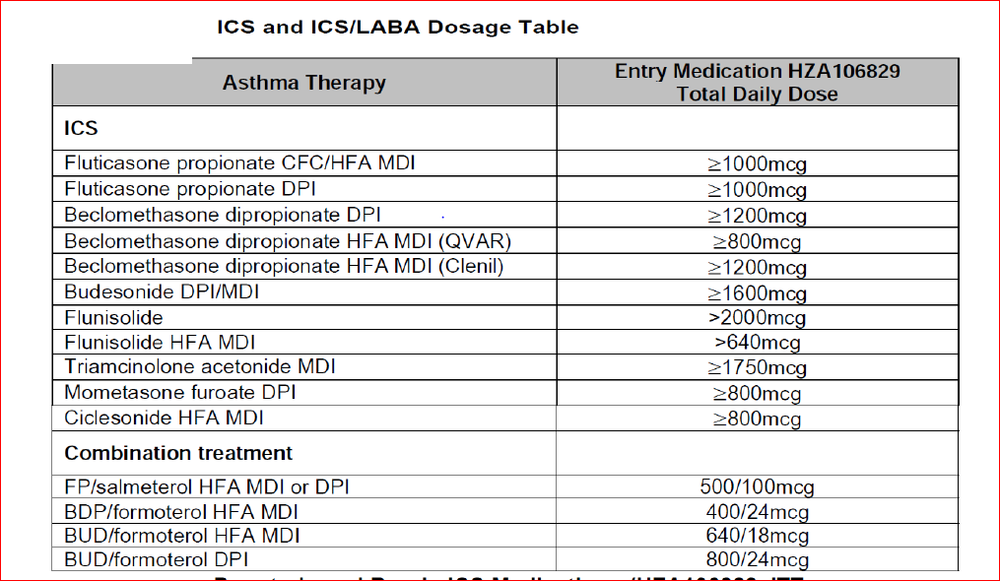 ICS and ICS/LABA Dosage Table
Asthma Therapy
Entry Medication HZA106829
Total Daily Dose
ICS
Fluticasone propionate CFC/HFA MDI ≥1000mcg
Fluticasone propionate DPI ≥1000mcg
Beclomethasone dipropionate DPI ≥1200mcg
Beclomethasone dipropionate HFA MDI (QVAR) ≥800mcg
Beclomethasone dipropionate HFA MDI (Clenil) ≥1200mcg
Budesonide DPI/MDI ≥1600mcg
Flunisolide >2000mcg
Flunisolide HFA MDI >640mcg
Triamcinolone acetonide MDI ≥1750mcg
Mometasone furoate DPI ≥800mcg
Ciclesonide HFA MDI ≥800mcg
Combination treatment
FP/salmeterol HFA MDI or DPI 500/100mcg
BDP/formoterol HFA MDI 400/24mcg
BUD/formoterol HFA MDI 640/18mcg
BUD/formoterol DPI 800/24mcg